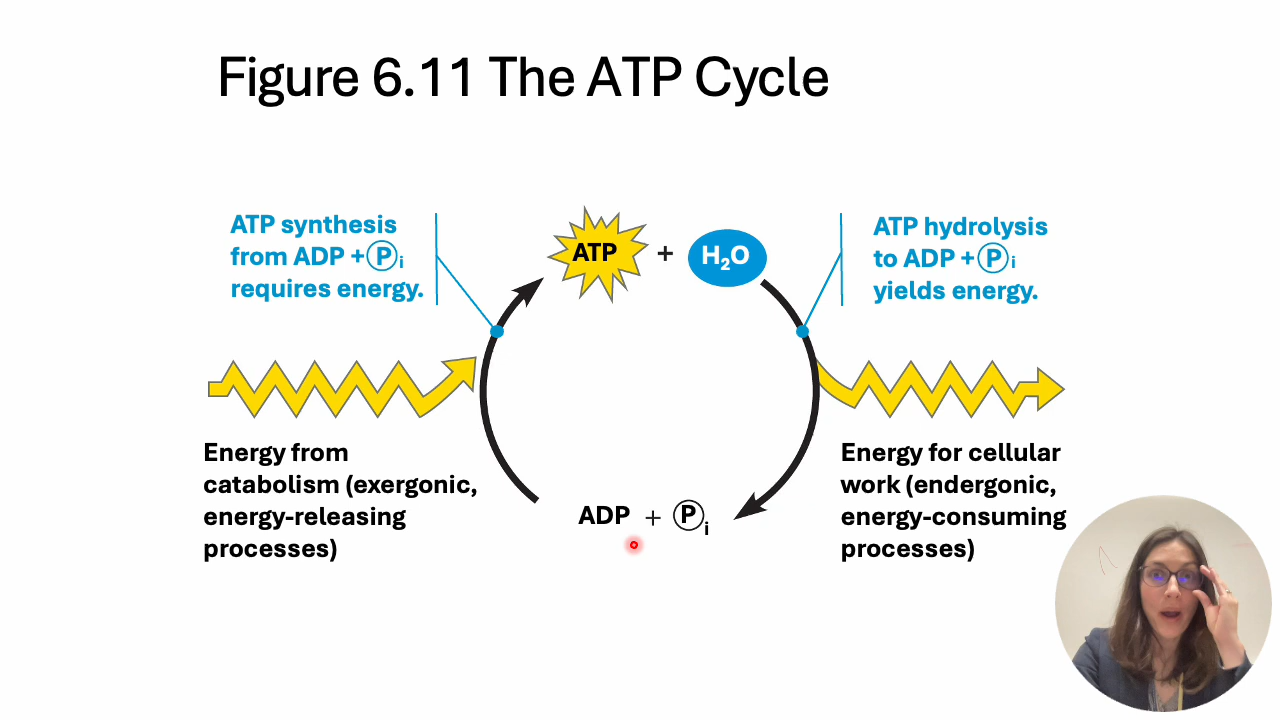 Figure 6.11 The ATP Cycle
ATP synthesis
from ADP + Pi
requires energy.
ATP + H₂O
ATP hydrolysis
to ADP + Pi
yields energy.
Energy from
catabolism (exergonic,
energy-releasing
processes)
ADP + Pi
Energy for cellular
work (endergonic,
energy-consuming
processes)